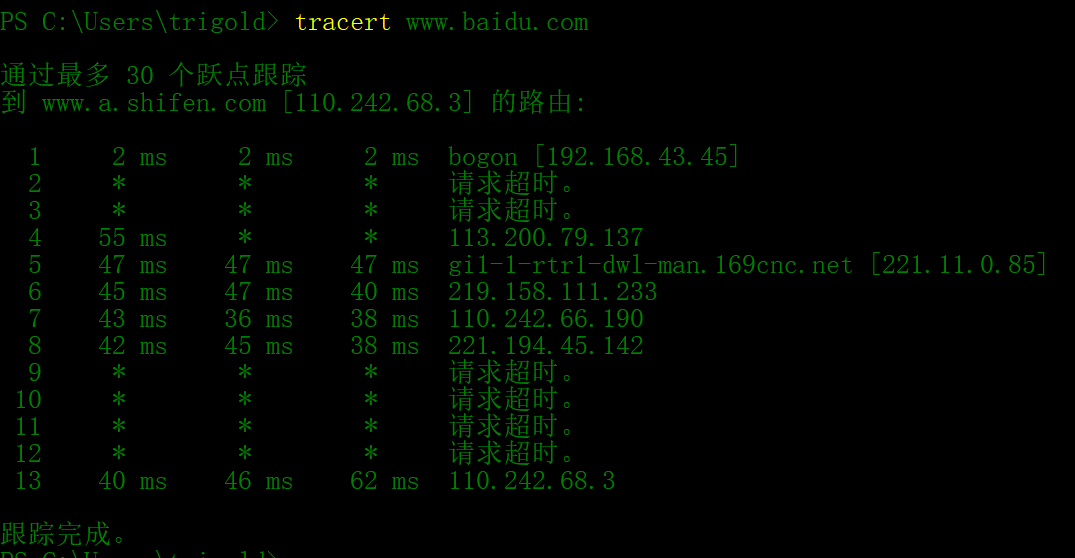 PS C:\Users\trigold> tracert www.baidu.com
通过最多 30 个跃点跟踪
到 www.a.shifen.com [110.242.68.3] 的路由:
1 2 ms 2 ms 2 ms bogon [192.168.43.45]
2 * * * 请求超时。
3 * * * 请求超时。
4 55 ms * * 113.200.79.137
5 47 ms 47 ms 47 ms gi1-1-rtr1-dwl-man.169cnc.net [221.11.0.85]
6 45 ms 47 ms 40 ms 219.158.111.233
7 43 ms 36 ms 38 ms 110.242.66.190
8 42 ms 45 ms 38 ms 221.194.45.142
9 * * * 请求超时。
10 * * * 请求超时。
11 * * * 请求超时。
12 * * * 请求超时。
13 40 ms 46 ms 62 ms 110.242.68.3
跟踪完成。
PS C:\Users\trigold>